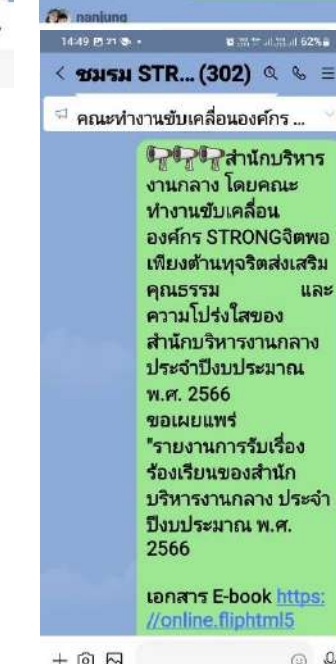 nanjung
14:49
62%
ชมรม STR... (302)
คณะทำงานขับเคลื่อนองค์กร ...
สำนักบริหาร
งานกลาง โดยคณะ
ทำงานขับเคลื่อน
องค์กร STRONGจิตพอ
เพียงต้านทุจริตส่งเสริม
คุณธรรม และ
ความโปร่งใสของ
สำนักบริหารงานกลาง
ประจำปีงบประมาณ
พ.ศ. 2566
ขอเผยแพร่
"รายงานการรับเรื่อง
ร้องเรียนของสำนัก
บริหารงานกลาง ประจำ
ปีงบประมาณ พ.ศ.
2566
เอกสาร E-book https:
//online.fliphtml5